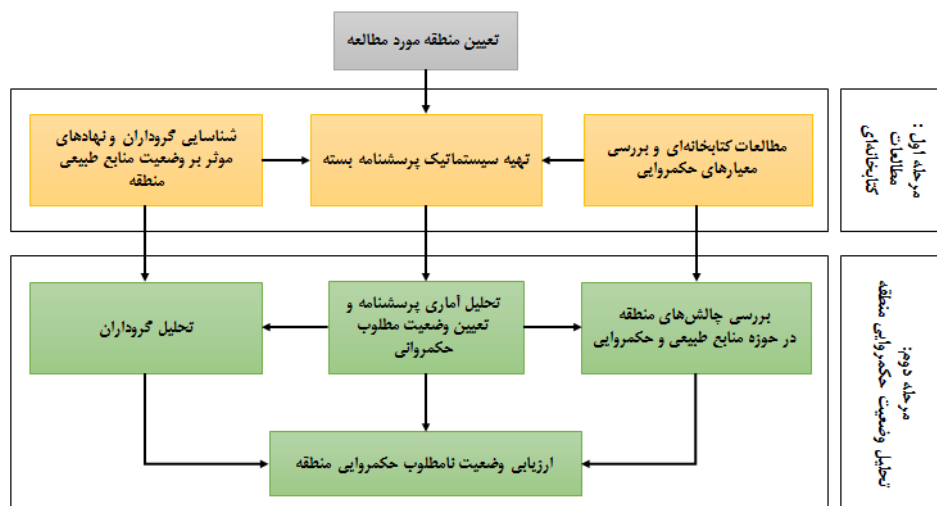 تعیین منطقه مورد مطالعه
مرحله اول :
مطالعات
کتابخانه‌ای
مطالعات کتابخانه‌ای و بررسی
معیارهای حکمروایی
تهیه سیستماتیک پرسشنامه بسته
شناسایی گروداران و نهادهای
موثر بر وضعیت منابع طبیعی
منطقه
مرحله دوم:
تحلیل وضعیت حکمروایی منطقه
بررسی چالش‌های منطقه
در حوزه منابع طبیعی و حکمروایی
تحلیل آماری پرسشنامه و
تعیین وضعیت مطلوب
حکمروانی
تحلیل گروداران
ارزیابی وضعیت نامطلوب حکمروایی منطقه